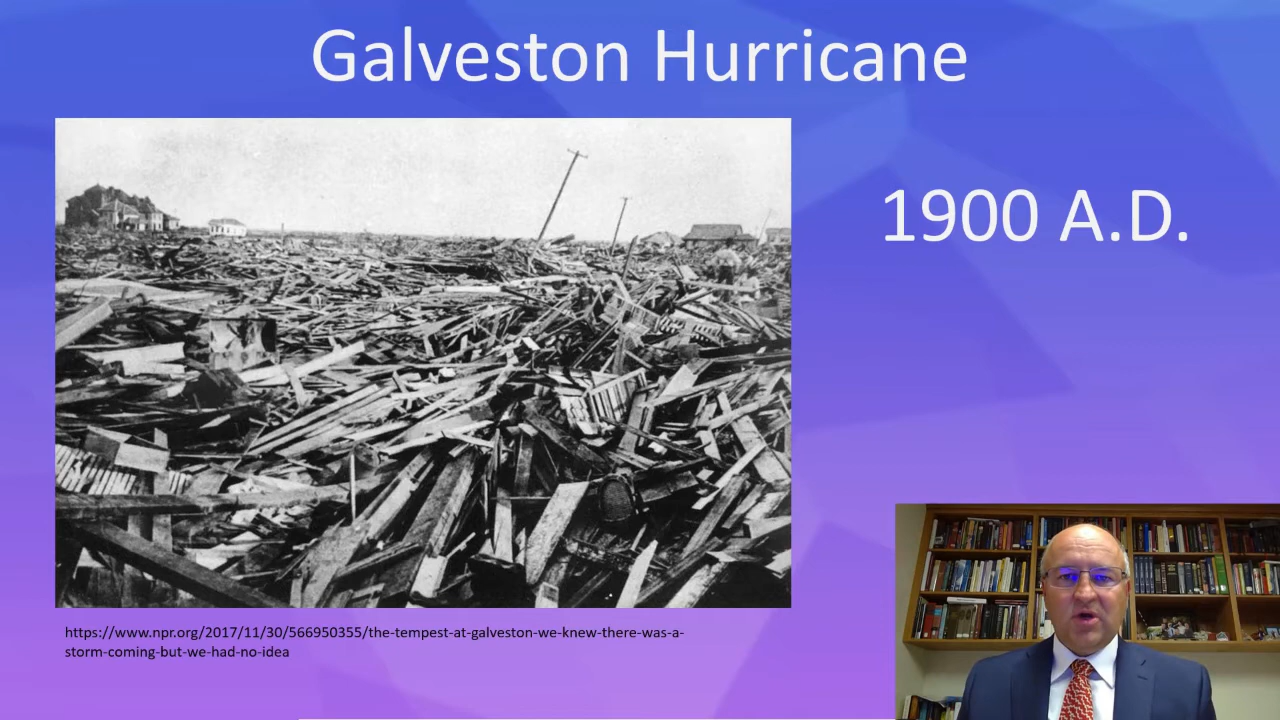 Galveston Hurricane
1900 A.D.
https://www.npr.org/2017/11/30/566950355/the-tempest-at-galveston-we-knew-there-was-a-
storm-coming-but-we-had-no-idea